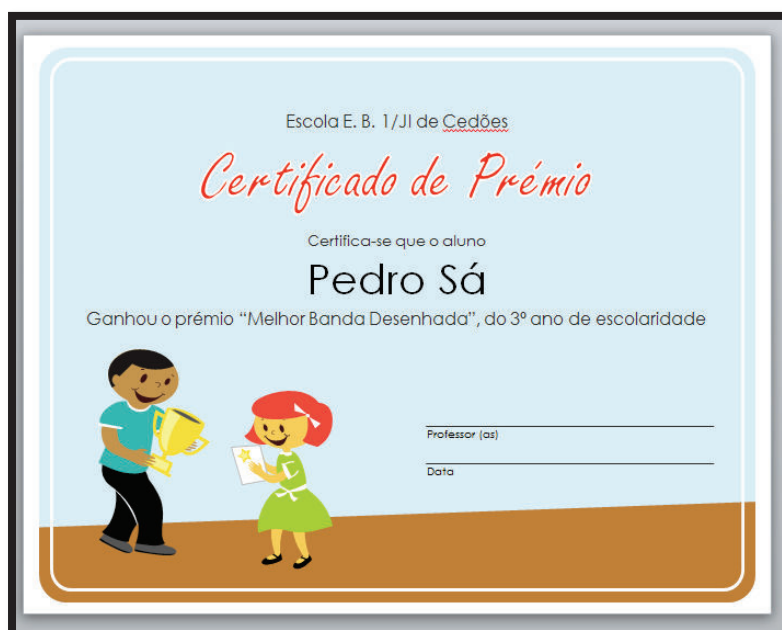 Escola E. B. 1/JI de Cedões
Certificado de Prémio
Certifica-se que o aluno
Pedro Sá
Ganhou o prémio “Melhor Banda Desenhada”, do 3º ano de escolaridade
Professor (as)
Data